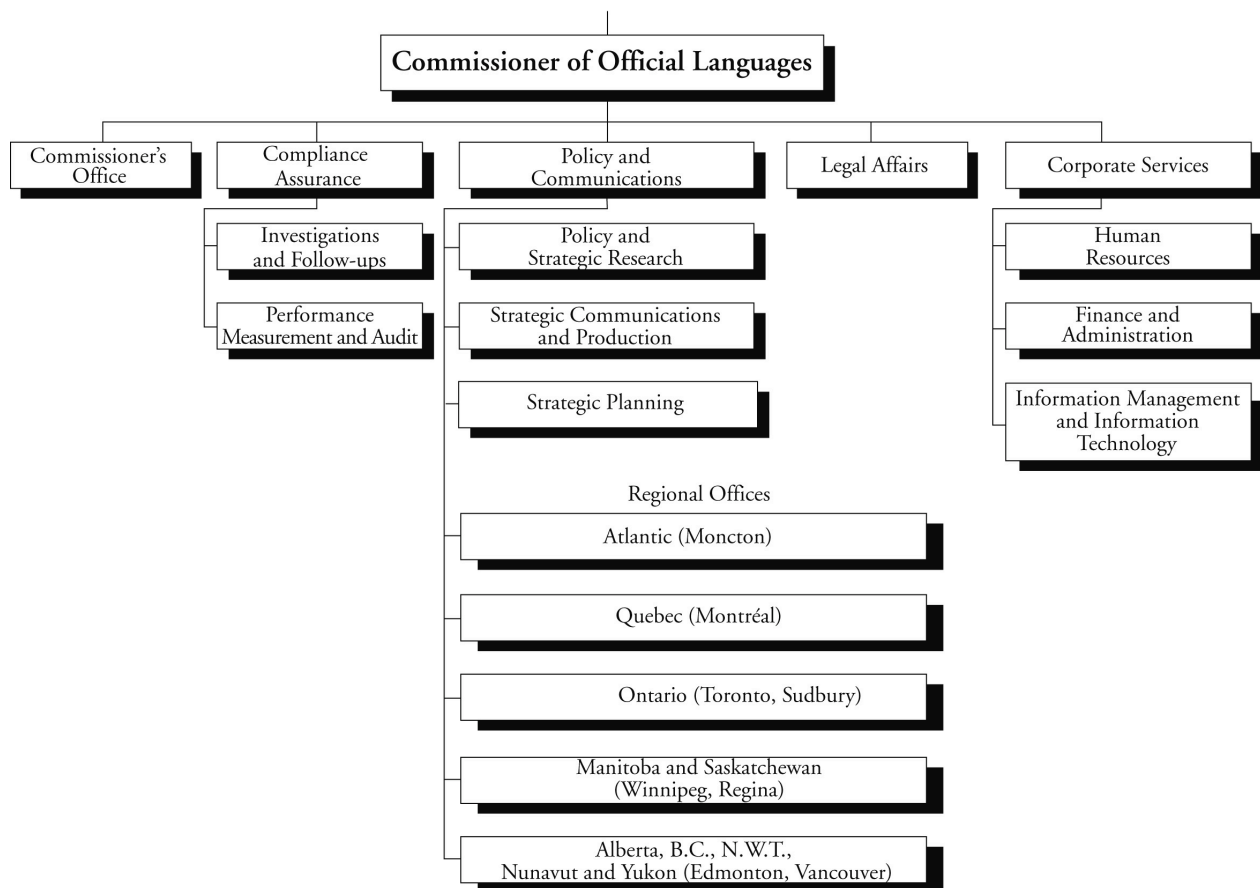 Commissioner of Official Languages
Commissioner's
Office
Compliance
Assurance
Policy and
Communications
Legal Affairs
Corporate Services
Investigations
and Follow-ups
Performance
Measurement and Audit
Policy and
Strategic Research
Strategic Communications
and Production
Strategic Planning
Regional Offices
Atlantic (Moncton)
Quebec (Montréal)
Ontario (Toronto, Sudbury)
Manitoba and Saskatchewan
(Winnipeg, Regina)
Alberta, B.C., N.W.T.,
Nunavut and Yukon (Edmonton, Vancouver)
Human
Resources
Finance and
Administration
Information Management
and Information
Technology